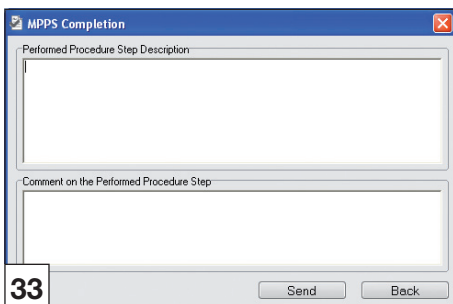 MPPS Completion
Performed Procedure Step Description
Comment on the Performed Procedure Step
33
Send Back